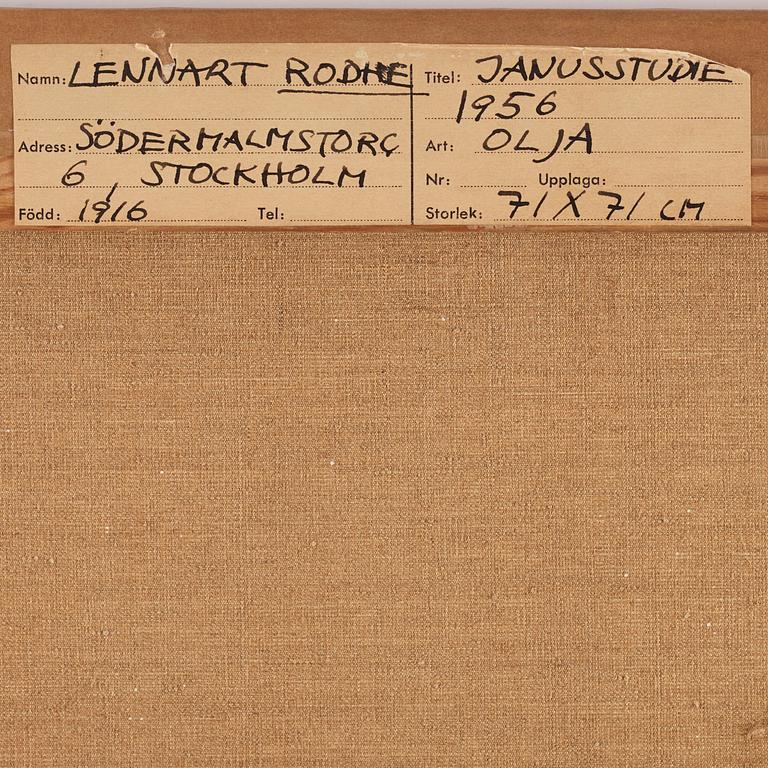 Namn: LENNART RODHE
Adress: SÖDERMALMSTORG
6, STOCKHOLM
Född: 1916 Tel:
Titel: JANUSSTUDIE
1956
Art: OLJA
Nr: Upplaga:
Storlek: 71 X 71 CM